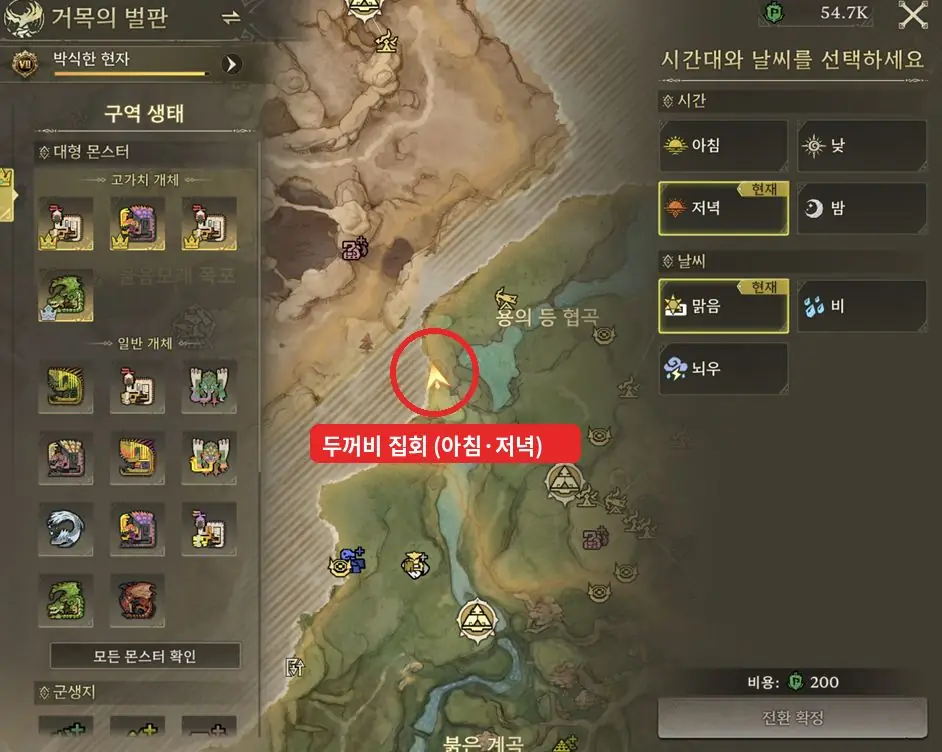 거목의 벌판
54.7K
VII
박식한 현자
시간대와 날씨를 선택하세요
구역 생태
시간
대형 몬스터
아침
낮
고가치 개체
현재
저녁
밤
날씨
현재
맑음
비
용의 등 협곡
일반 개체
뇌우
두꺼비 집회 (아침·저녁)
모든 몬스터 확인
비용: 200
군생지
전환 확정
붉은 계곡